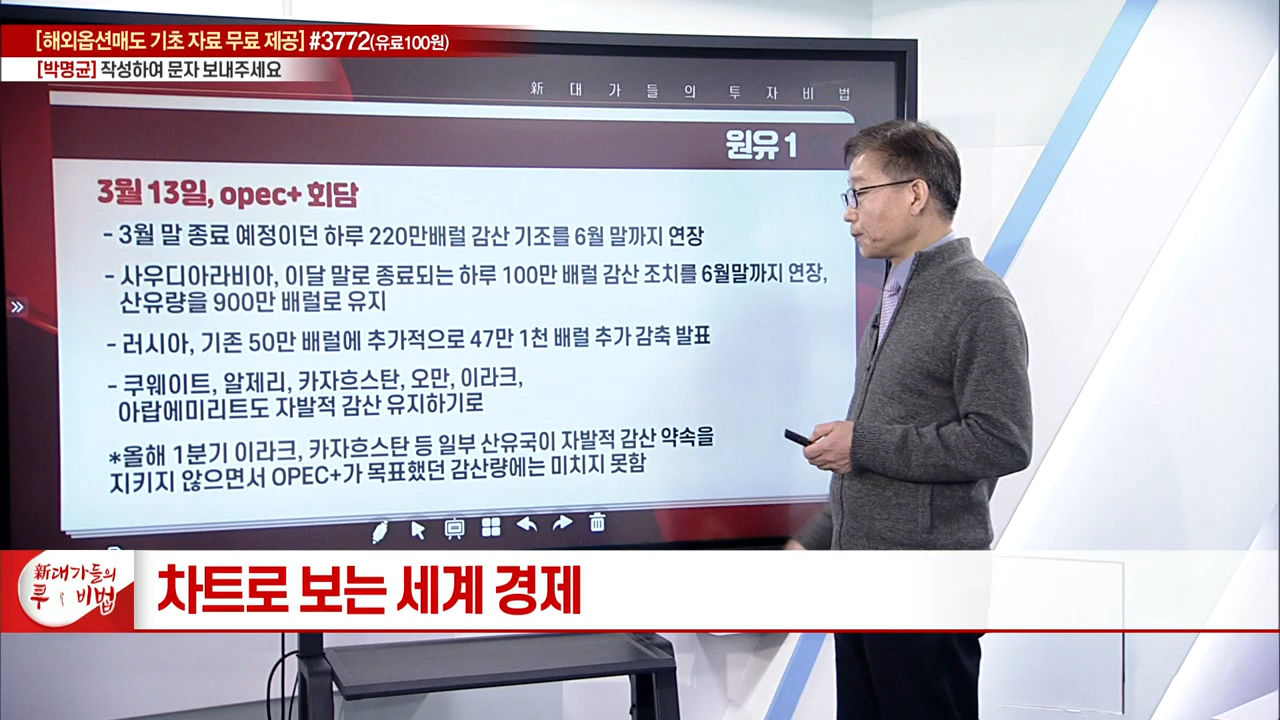 [해외옵션매도 기초 자료 무료 제공] #3772(유료100원)
[박명균] 작성하여 문자 보내주세요
新 대 가 들 의 투 자 비 법
원유 1
3월 13일, opec+ 회담
- 3월 말 종료 예정이던 하루 220만배럴 감산 기조를 6월 말까지 연장
- 사우디아라비아, 이달 말로 종료되는 하루 100만 배럴 감산 조치를 6월말까지 연장,
산유량을 900만 배럴로 유지
- 러시아, 기존 50만 배럴에 추가적으로 47만 1천 배럴 추가 감축 발표
- 쿠웨이트, 알제리, 카자흐스탄, 오만, 이라크,
아랍에미리트도 자발적 감산 유지하기로
*올해 1분기 이라크, 카자흐스탄 등 일부 산유국이 자발적 감산 약속을
지키지 않으면서 OPEC+가 목표했던 감산량에는 미치지 못함
新대가들의
비법
차트로 보는 세계 경제